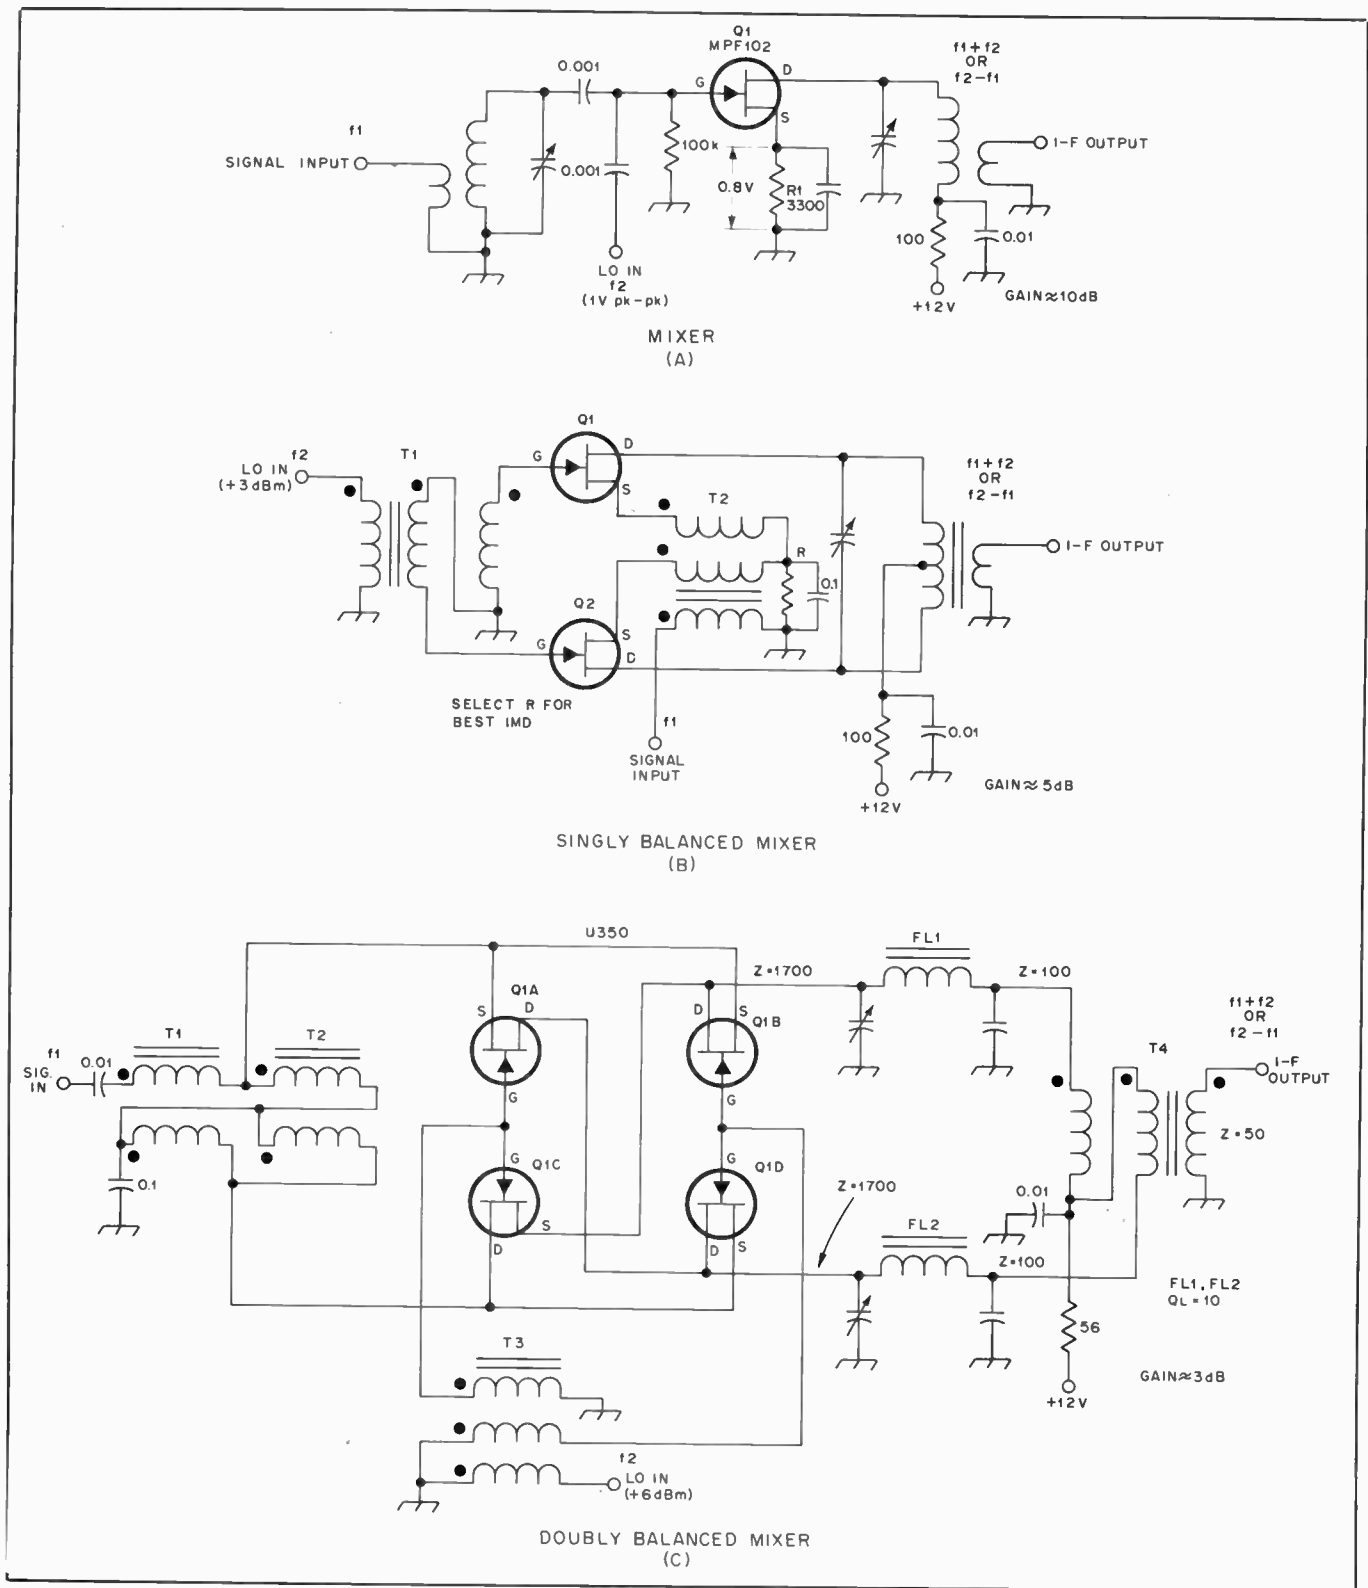 Q1
MPF102
f1+f2
OR
f2-f1
0.001
G
D
S
f1
SIGNAL INPUT
100k
0.001
0.8V
R1
3300
I-F OUTPUT
100
0.01
LO IN
f2
(1V pk-pk)
+12V
GAIN≈10dB
MIXER
(A)
Q1
D
G
S
f2
LO IN
(+3dBm)
T1
T2
f1+f2
OR
f2-f1
R
0.1
I-F OUTPUT
Q2
S
G
D
SELECT R FOR
BEST IMD
f1
SIGNAL
INPUT
100
0.01
+12V
GAIN≈5dB
SINGLY BALANCED MIXER
(B)
U350
FL1
Z=1700
Z=100
Q1A
S
D
D
S
Q1B
f1+f2
OR
f2-f1
f1
SIG.
IN
0.01
T1
T2
T4
I-F
OUTPUT
G
G
0.1
G
Q1C
G
Q1D
Z=50
Z=1700
0.01
S
D
D
S
FL2
Z=100
FL1, FL2
QL=10
56
T3
GAIN≈3dB
+12V
f2
LO IN
(+6dBm)
DOUBLY BALANCED MIXER
(C)